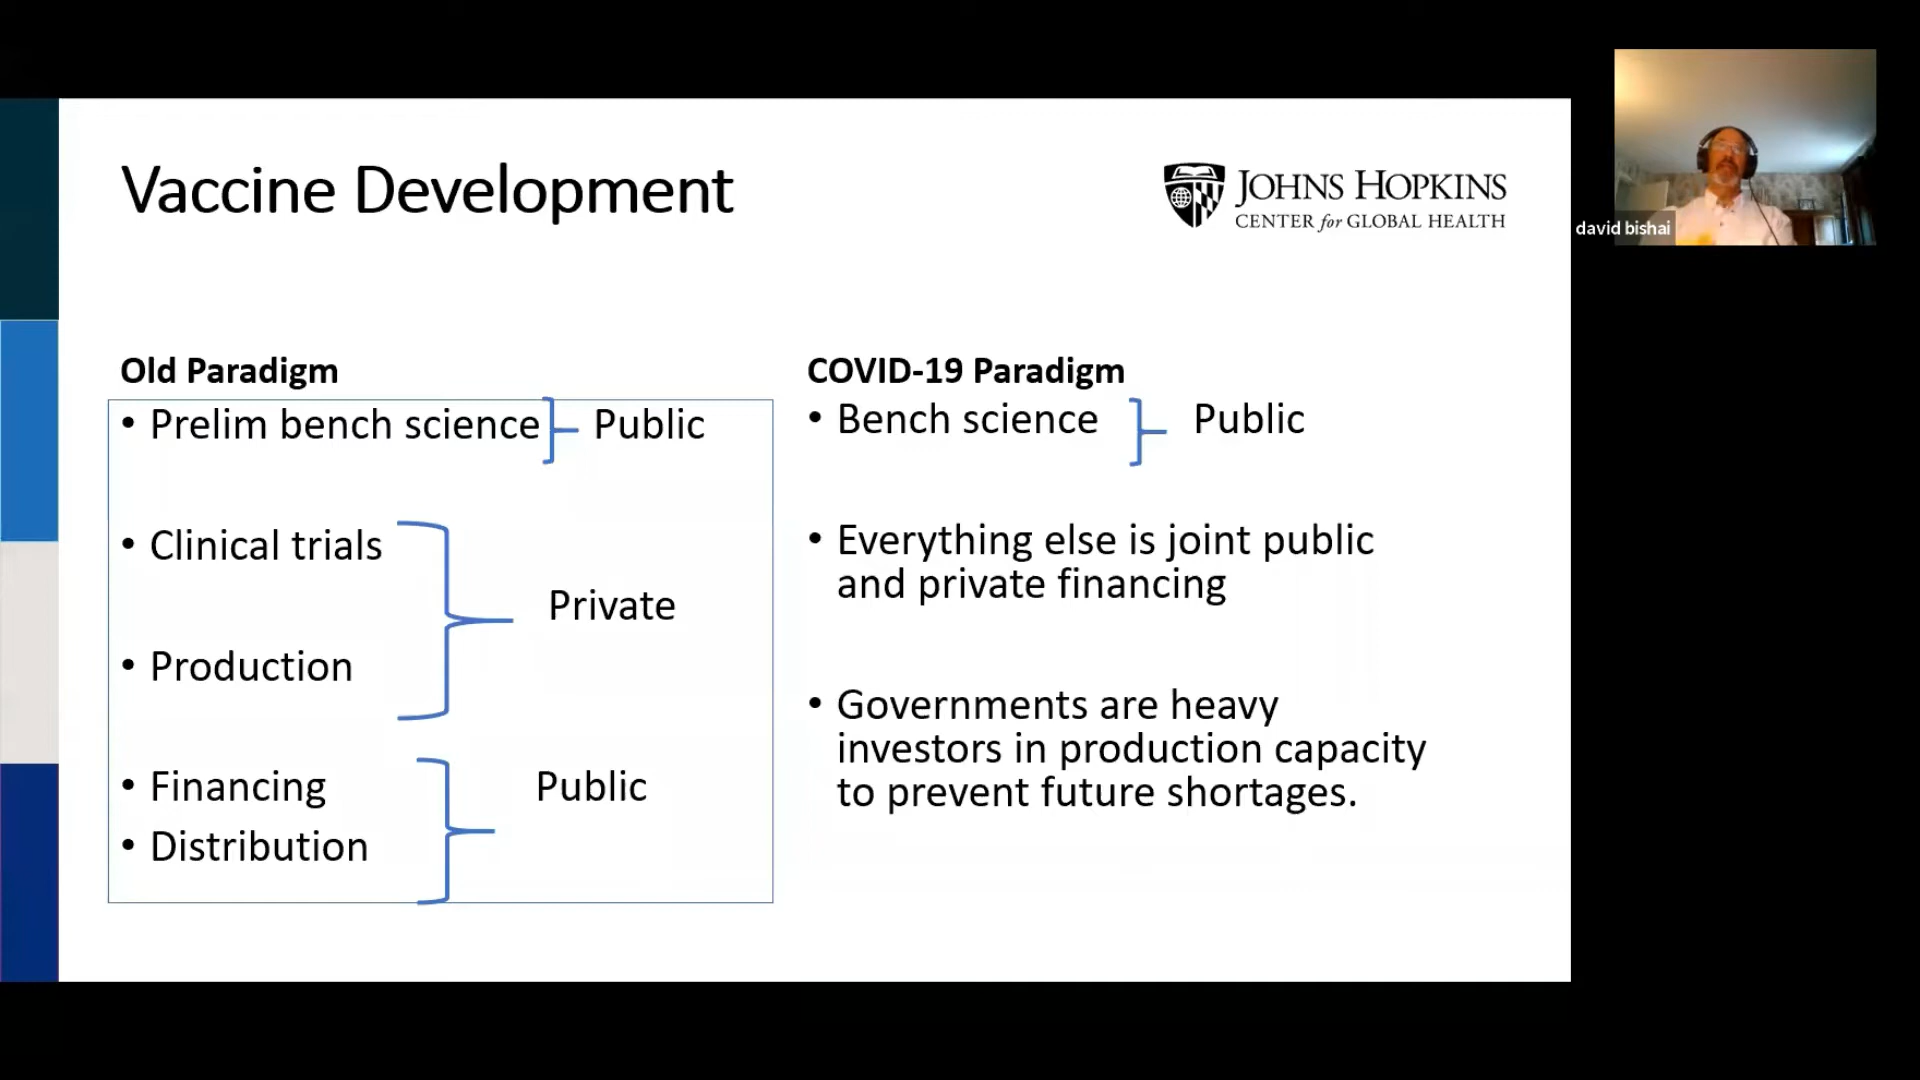 Vaccine Development
JOHNS HOPKINS
CENTER for GLOBAL HEALTH
david bishai
Old Paradigm
• Prelim bench science
Public
• Clinical trials
Private
• Production
• Financing
Public
• Distribution
COVID-19 Paradigm
• Bench science
Public
• Everything else is joint public
and private financing
• Governments are heavy
investors in production capacity
to prevent future shortages.